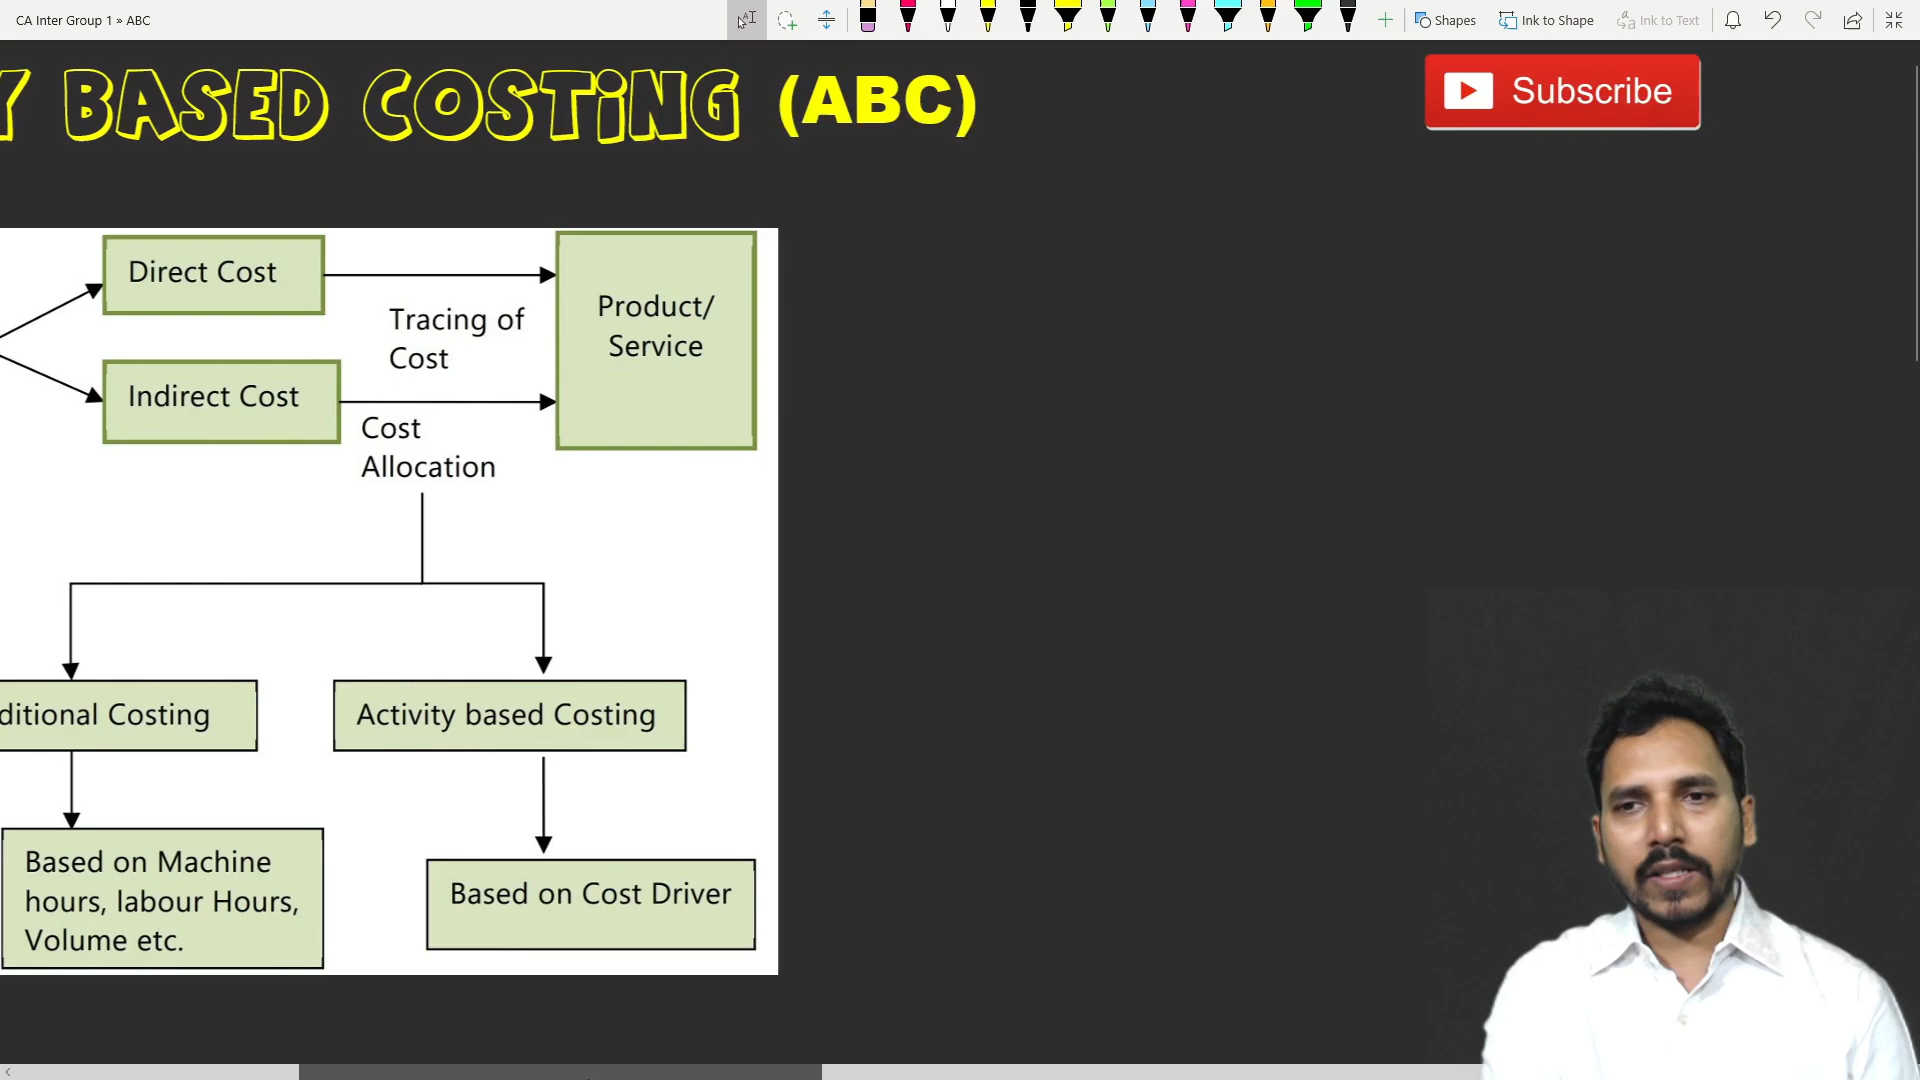 CA Inter Group 1 » ABC
Shapes
Ink to Shape
Ink to Text
Y BASED COSTiNG (ABC)
Subscribe
Direct Cost
Tracing of
Cost
Product/
Service
Indirect Cost
Cost
Allocation
ditional Costing
Activity based Costing
Based on Machine
hours, labour Hours,
Volume etc.
Based on Cost Driver